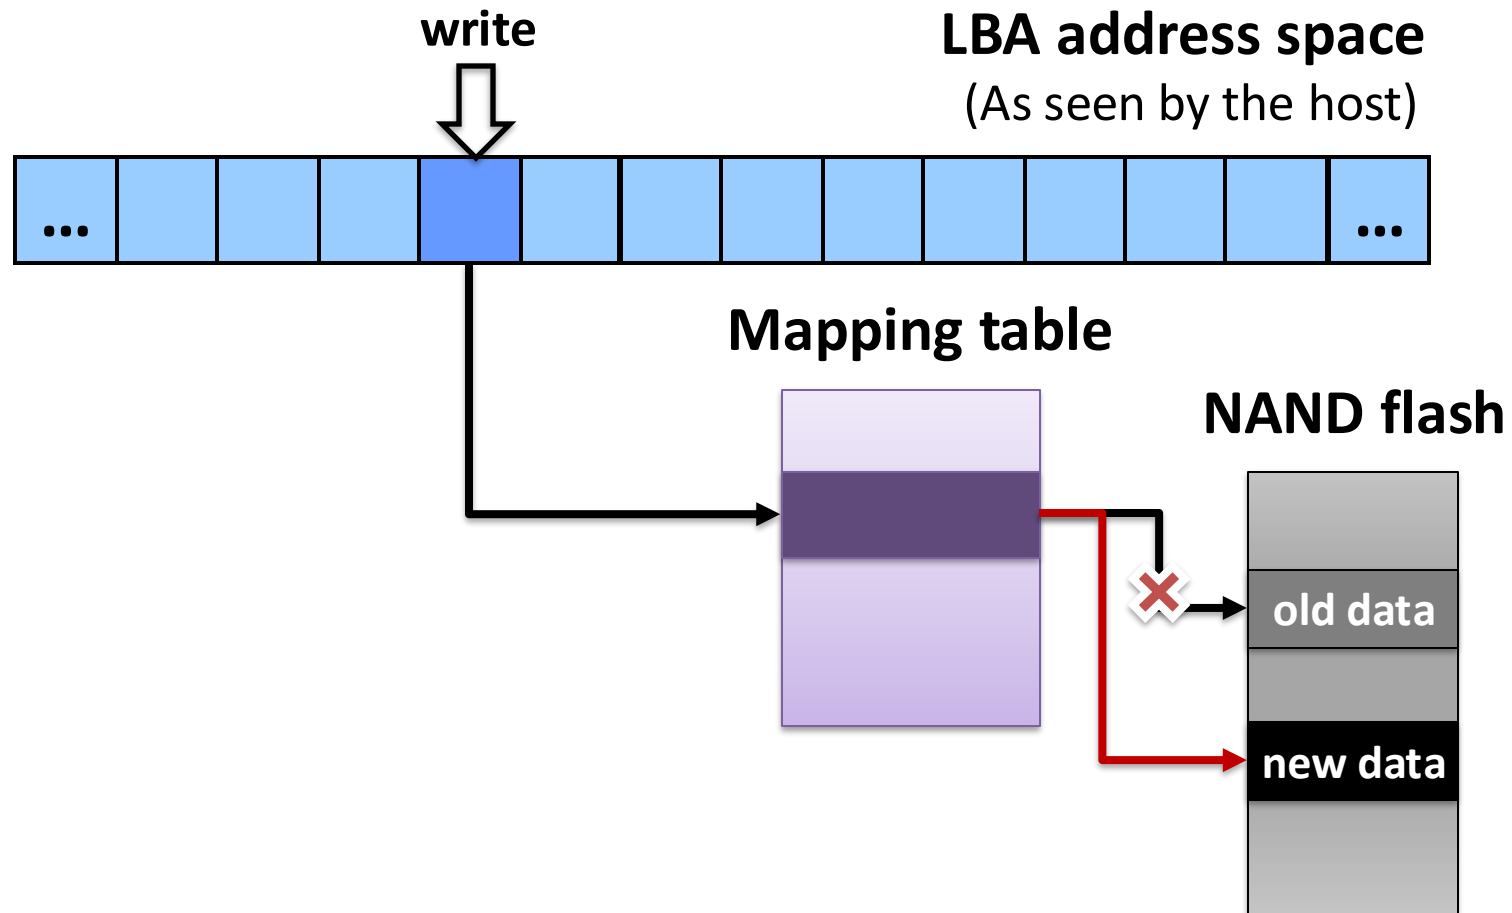 write
LBA address space
(As seen by the host)
...
...
Mapping table
NAND flash
old data
new data